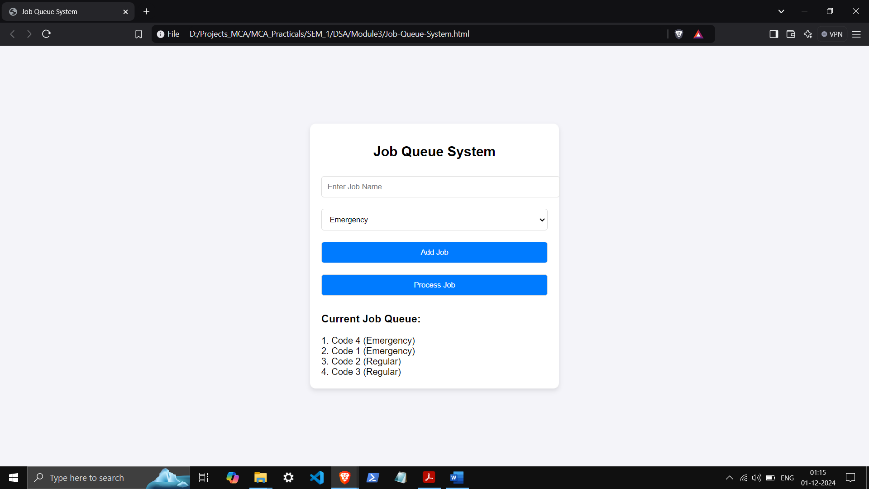 Job Queue System
File D:/Projects_MCA/MCA_Practicals/SEM_1/DSA/Module3/Job-Queue-System.html
VPN
Job Queue System
Enter Job Name
Emergency
Add Job
Process Job
Current Job Queue:
1. Code 4 (Emergency)
2. Code 1 (Emergency)
3. Code 2 (Regular)
4. Code 3 (Regular)
Type here to search
ENG
01:15
01-12-2024